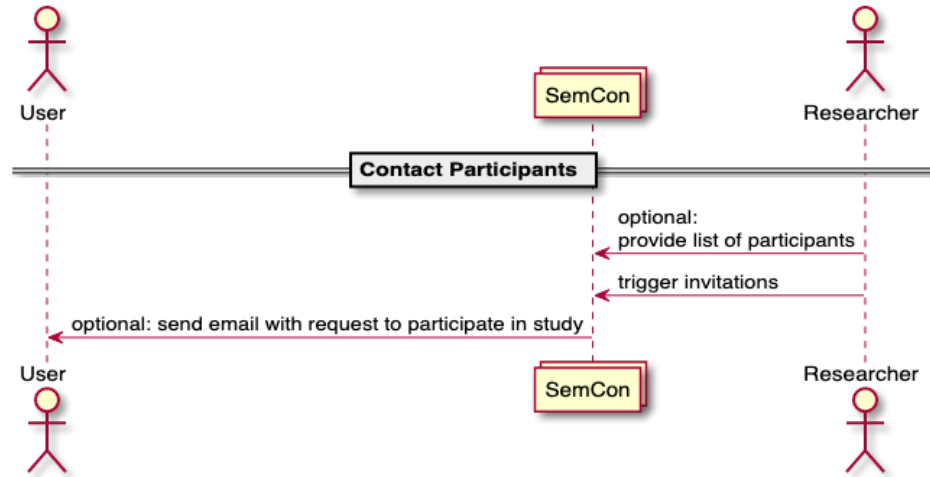 User
SemCon
Researcher
Contact Participants
optional:
provide list of participants
trigger invitations
optional: send email with request to participate in study
User
SemCon
Researcher